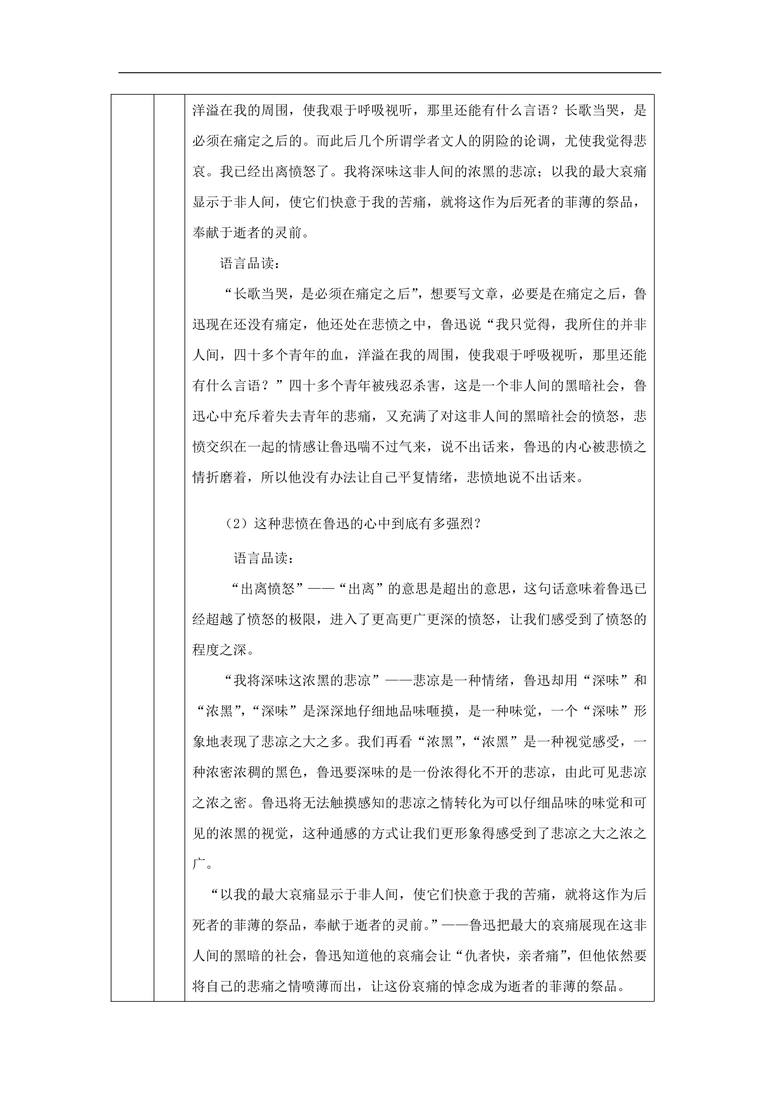 洋溢在我的周围，使我艰于呼吸视听，那里还能有什么言语？长歌当哭，是
必须在痛定之后的。而此后几个所谓学者文人的阴险的论调，尤使我觉得悲
哀。我已经出离愤怒了。我将深味这非人间的浓黑的悲凉；以我的最大哀痛
显示于非人间，使它们快意于我的苦痛，就将这作为后死者的菲薄的祭品，
奉献于逝者的灵前。
语言品读：
“长歌当哭，是必须在痛定之后”，想要写文章，必要是在痛定之后，鲁
迅现在还没有痛定，他还处在悲愤之中，鲁迅说“我只觉得，我所住的并非
人间，四十多个青年的血，洋溢在我的周围，使我艰于呼吸视听，那里还能
有什么言语？”四十多个青年被残忍杀害，这是一个非人间的黑暗社会，鲁
迅心中充斥着失去青年的悲痛，又充满了对这非人间的黑暗社会的愤怒，悲
愤交织在一起的情感让鲁迅喘不过气来，说不出话来，鲁迅的内心被悲愤之
情折磨着，所以他没有办法让自己平复情绪，悲愤地说不出话来。
（2）这种悲愤在鲁迅的心中到底有多强烈？
语言品读：
“出离愤怒”——“出离”的意思是超出的意思，这句话意味着鲁迅已
经超越了愤怒的极限，进入了更高更广更深的愤怒，让我们感受到了愤怒的
程度之深。
“我将深味这浓黑的悲凉”——悲凉是一种情绪，鲁迅却用“深味”和
“浓黑”，“深味”是深深地仔细地品味咂摸，是一种味觉，一个“深味”形
象地表现了悲凉之大之多。我们再看“浓黑”，“浓黑”是一种视觉感受，一
种浓密浓稠的黑色，鲁迅要深味的是一份浓得化不开的悲凉，由此可见悲凉
之浓之密。鲁迅将无法触摸感知的悲凉之情转化为可以仔细品味的味觉和可
见的浓黑的视觉，这种通感的方式让我们更形象得感受到了悲凉之大之浓之
广。
“以我的最大哀痛显示于非人间，使它们快意于我的苦痛，就将这作为后
死者的菲薄的祭品，奉献于逝者的灵前。”——鲁迅把最大的哀痛展现在这非
人间的黑暗的社会，鲁迅知道他的哀痛会让“仇者快，亲者痛”，但他依然要
将自己的悲痛之情喷薄而出，让这份哀痛的悼念成为逝者的菲薄的祭品。